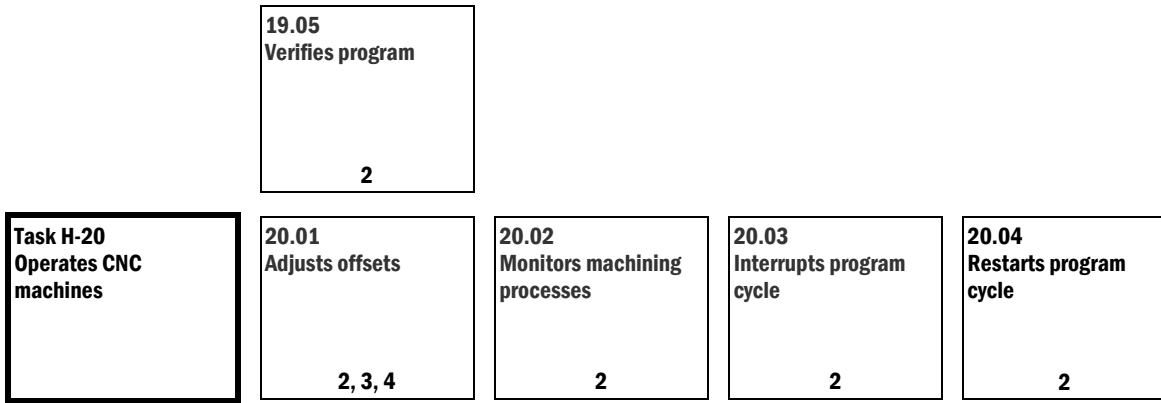 19.05
Verifies program
2
Task H-20
Operates CNC
machines
20.01
Adjusts offsets
2, 3, 4
20.02
Monitors machining
processes
2
20.03
Interrupts program
cycle
2
20.04
Restarts program
cycle
2